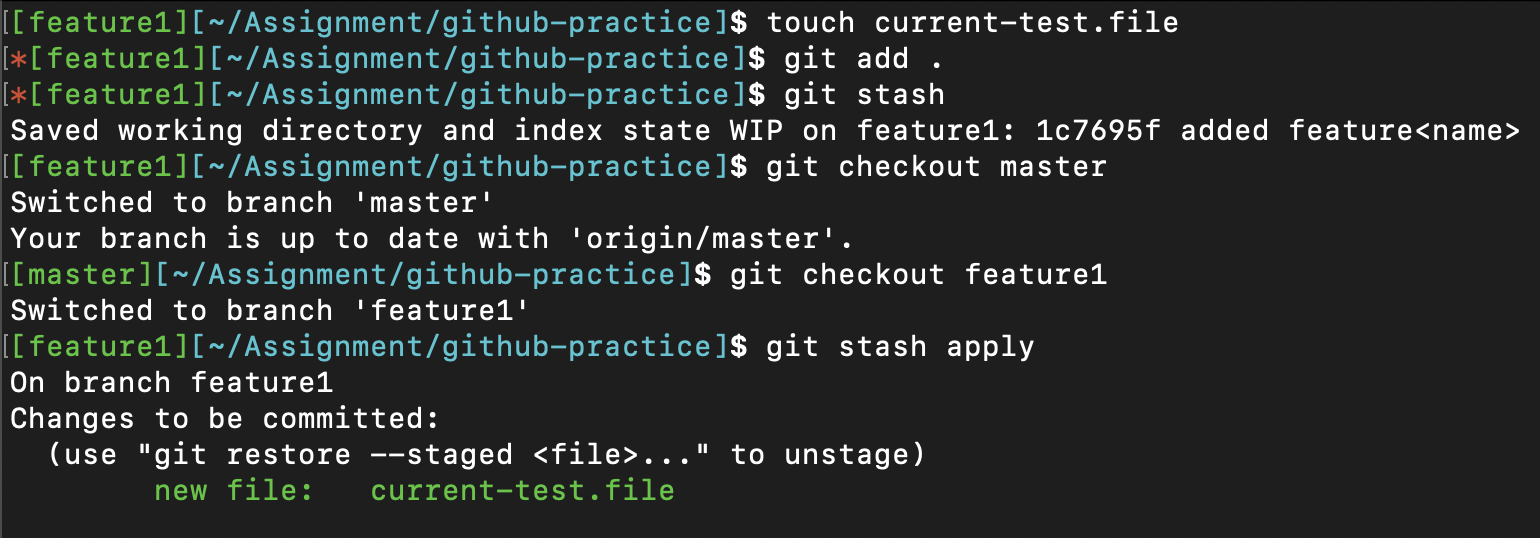 [[feature1][~/Assignment/github-practice]$ touch current-test.file
[*[feature1][~/Assignment/github-practice]$ git add .
[*[feature1][~/Assignment/github-practice]$ git stash
Saved working directory and index state WIP on feature1: 1c7695f added feature<name>
[[feature1][~/Assignment/github-practice]$ git checkout master
Switched to branch 'master'
Your branch is up to date with 'origin/master'.
[[master][~/Assignment/github-practice]$ git checkout feature1
Switched to branch 'feature1'
[[feature1][~/Assignment/github-practice]$ git stash apply
On branch feature1
Changes to be committed:
  (use "git restore --staged <file>..." to unstage)
        new file:   current-test.file